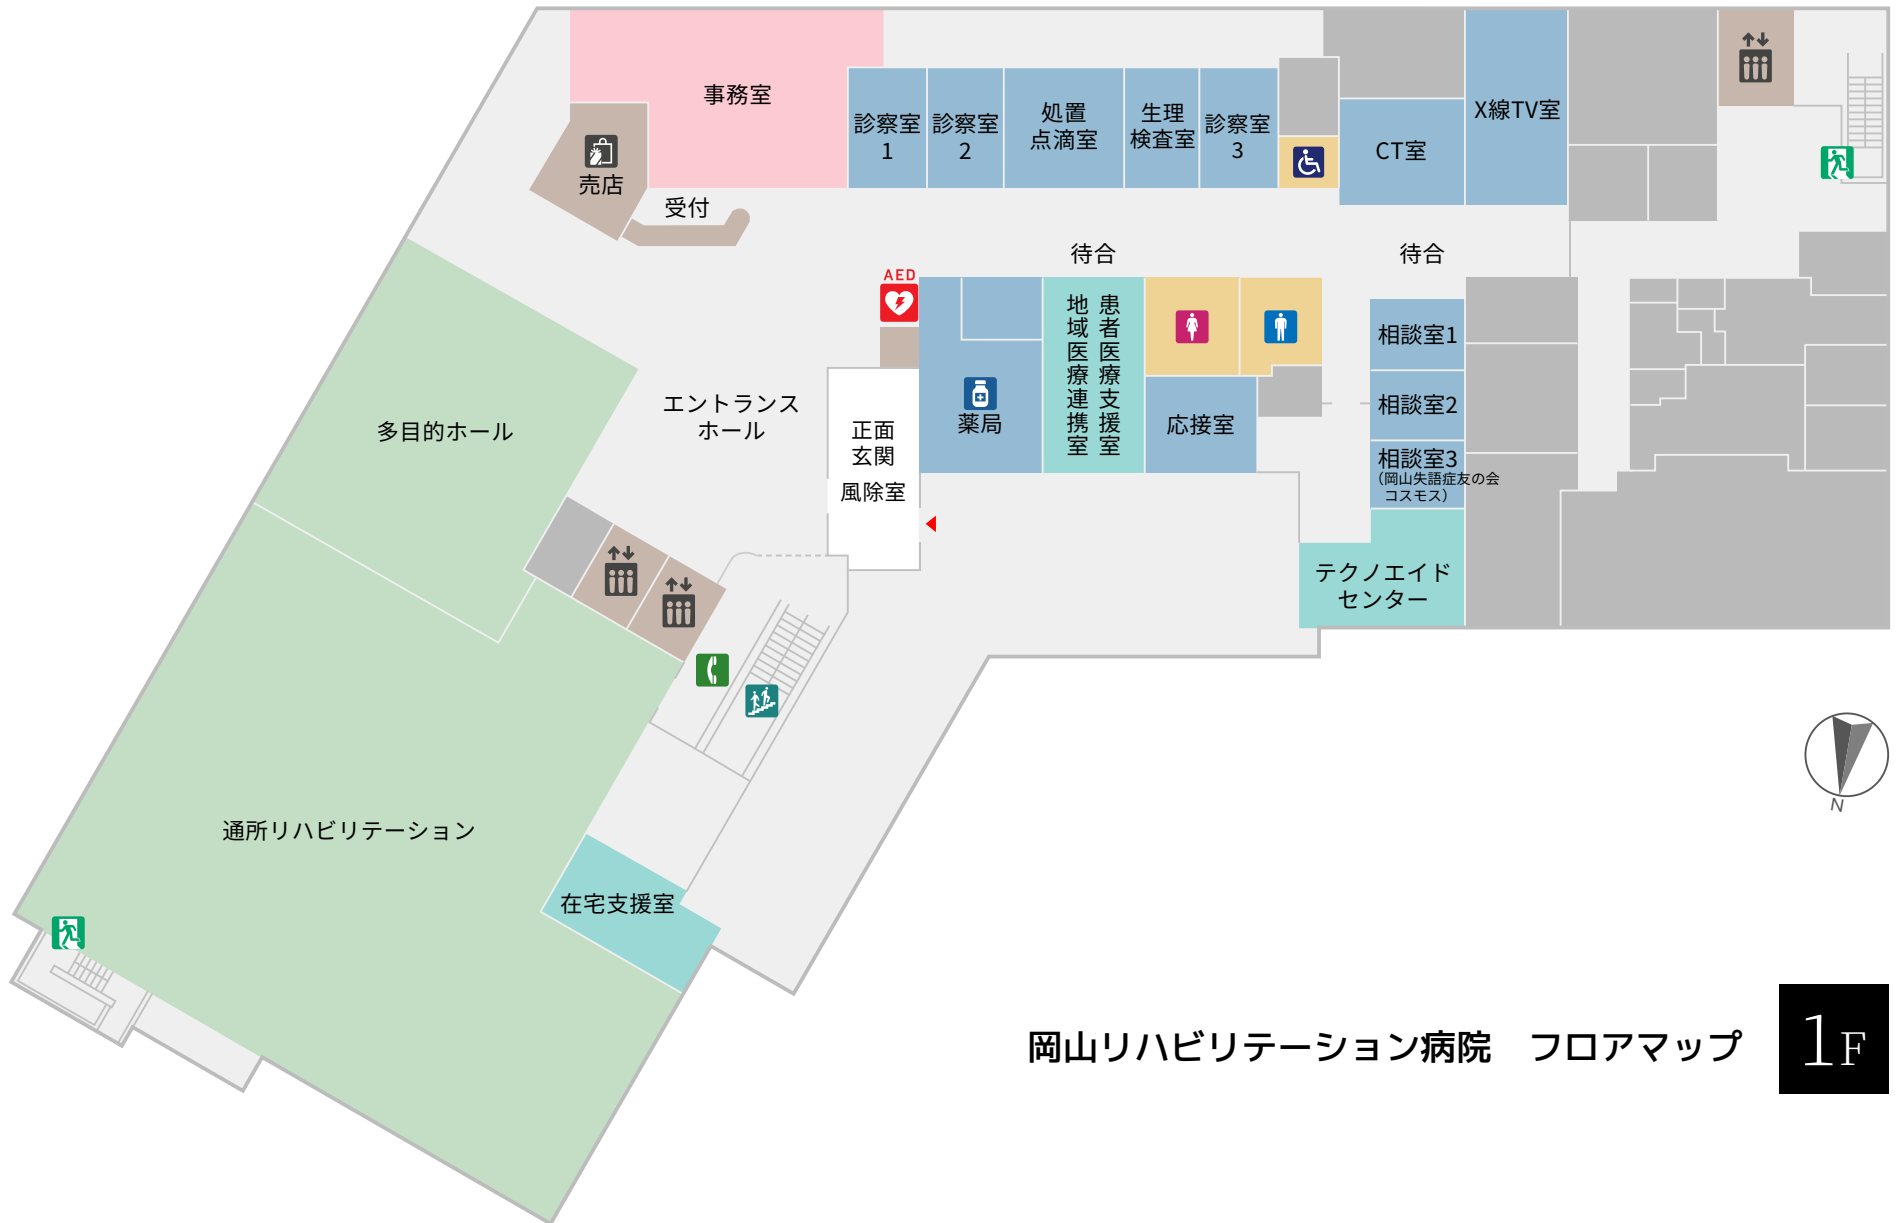 事務室
診察室
1
診察室
2
処置
点滴室
生理
検査室
診察室
3
CT室
X線TV室
売店
受付
待合
待合
AED
エントランス
ホール
正面
玄関
風除室
薬局
患者医療支援室
地域医療連携室
応接室
相談室1
相談室2
相談室3
（岡山失語症友の会
コスモス）
テクノエイド
センター
多目的ホール
通所リハビリテーション
在宅支援室
N
岡山リハビリテーション病院　フロアマップ
1F